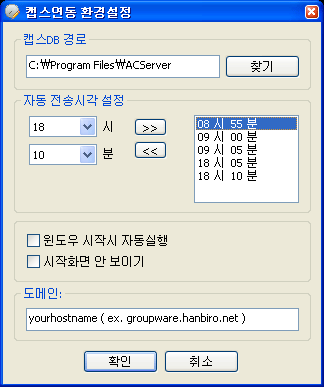 캡스연동 환경설정
캡스DB 경로
C:\Program Files\ACServer 찾기
자동 전송시각 설정
18 시 >>
10 분 <<
08 시 55 분
09 시 00 분
09 시 05 분
18 시 05 분
18 시 10 분
윈도우 시작시 자동실행
시작화면 안 보이기
도메인:
yourhostname ( ex. groupware.hanbiro.net )
확인 취소